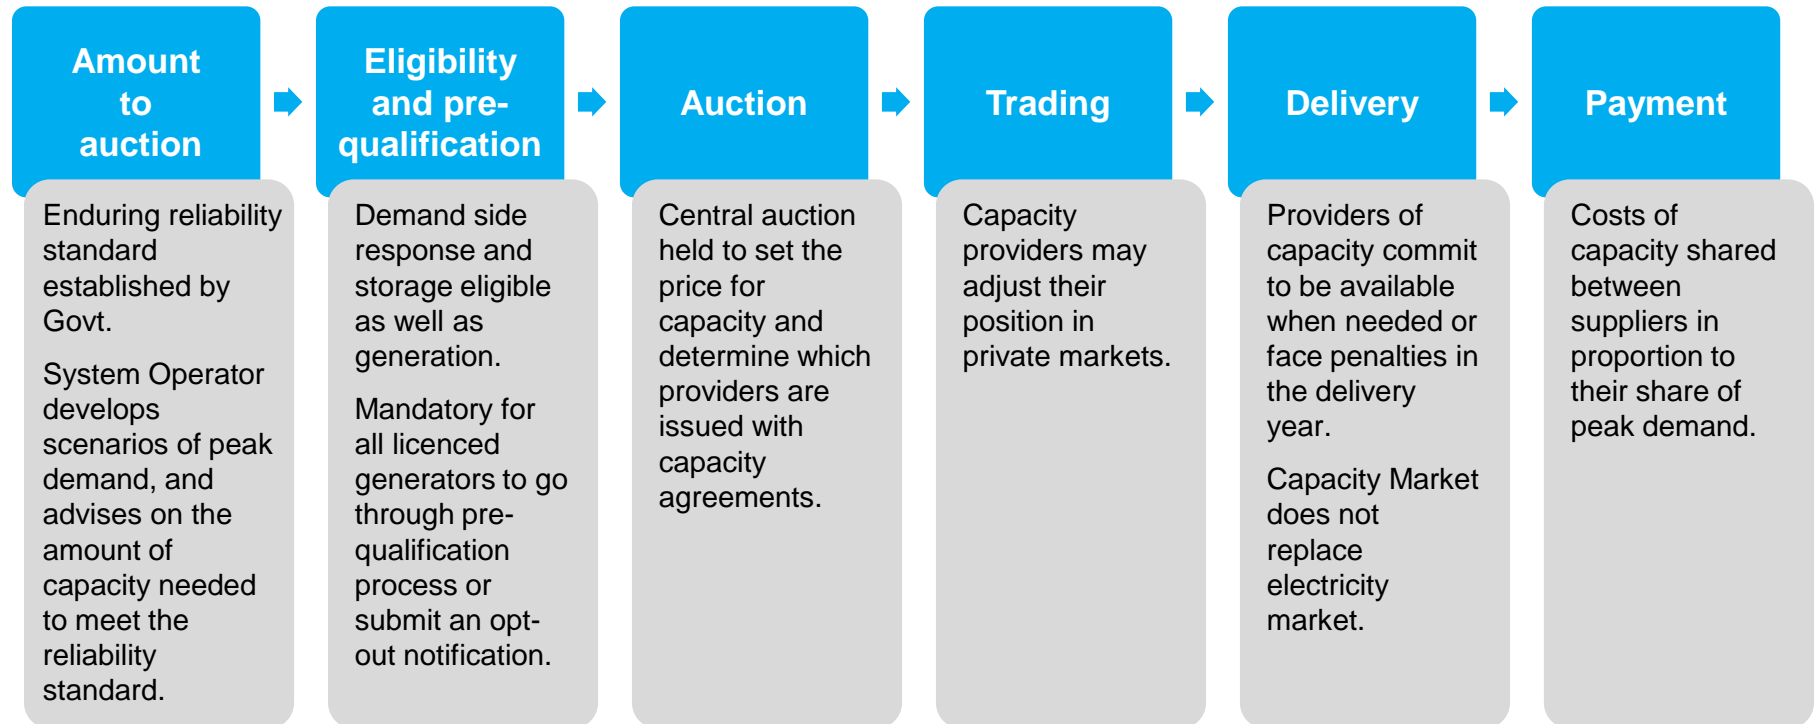 Amount
to
auction
Enduring reliability
standard
established by
Govt.
System Operator
develops
scenarios of peak
demand, and
advises on the
amount of
capacity needed
to meet the
reliability
standard.
Eligibility
and pre-
qualification
Demand side
response and
storage eligible
as well as
generation.
Mandatory for
all licenced
generators to go
through pre-
qualification
process or
submit an opt-
out notification.
Auction
Central auction
held to set the
price for
capacity and
determine which
providers are
issued with
capacity
agreements.
Trading
Capacity
providers may
adjust their
position in
private markets.
Delivery
Providers of
capacity commit
to be available
when needed or
face penalties in
the delivery
year.
Capacity Market
does not
replace
electricity
market.
Payment
Costs of
capacity shared
between
suppliers in
proportion to
their share of
peak demand.